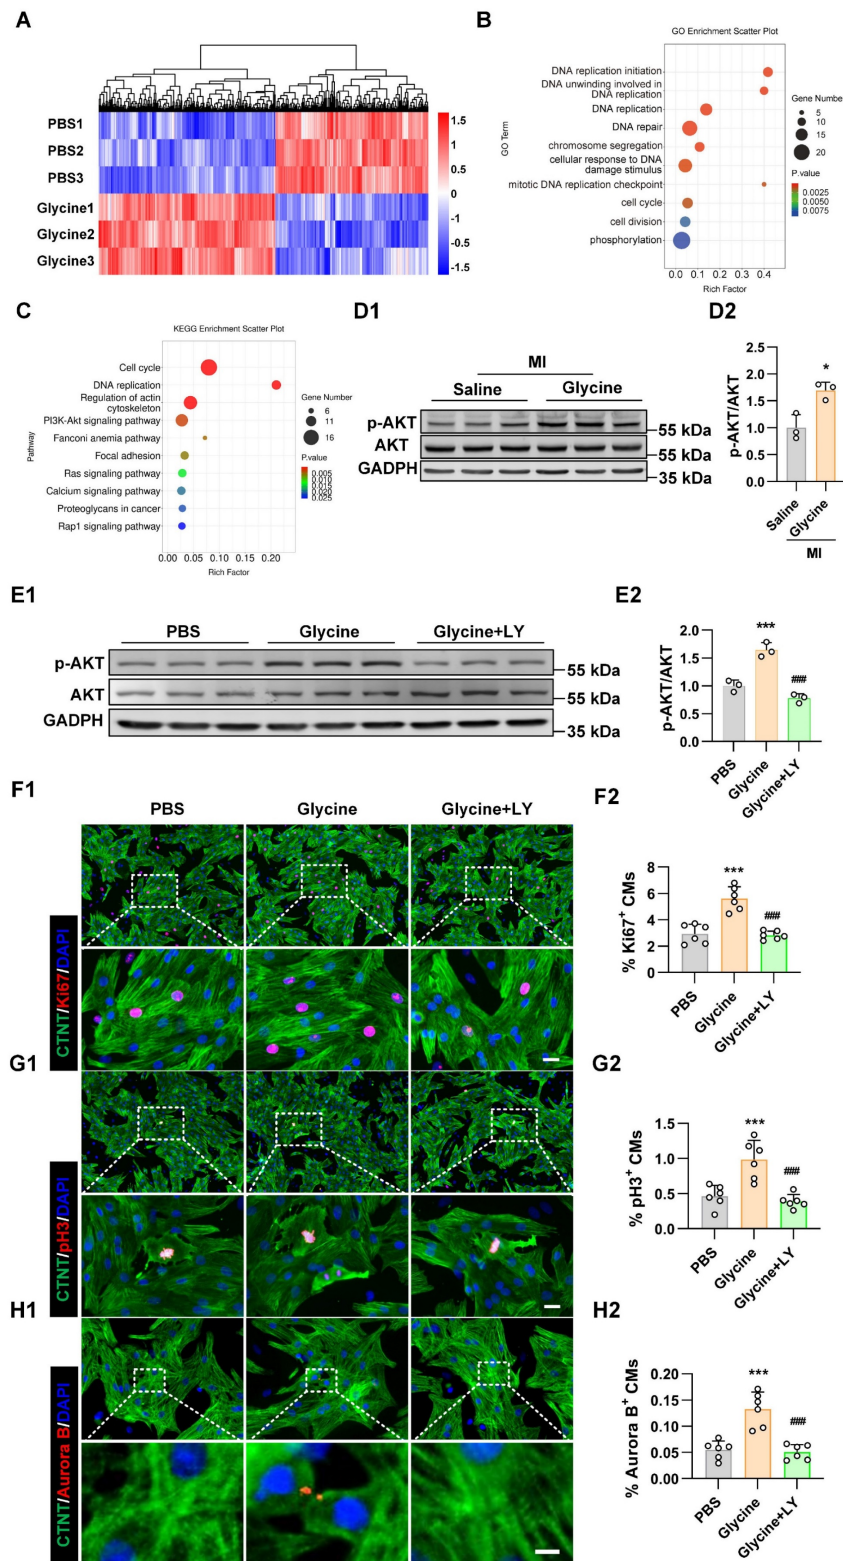 A
PBS1
PBS2
PBS3
Glycine1
Glycine2
Glycine3
1.5
1
0.5
0
-0.5
-1
-1.5
B
GO Enrichment Scatter Plot
GO Term
DNA replication initiation
DNA unwinding involved in
DNA replication
DNA replication
DNA repair
chromosome segregation
cellular response to DNA
damage stimulus
mitotic DNA replication checkpoint
cell cycle
cell division
phosphorylation
0.0 0.1 0.2 0.3 0.4
Rich Factor
Gene Number
5
10
15
20
P.value
0.0025
0.0050
0.0075
C
KEGG Enrichment Scatter Plot
Pathway
Cell cycle
DNA replication
Regulation of actin
cytoskeleton
PI3K-Akt signaling pathway
Fanconi anemia pathway
Focal adhesion
Ras signaling pathway
Calcium signaling pathway
Proteoglycans in cancer
Rap1 signaling pathway
0.00 0.05 0.10 0.15 0.20
Rich Factor
Gene Number
6
11
16
P.value
0.005
0.010
0.015
0.020
0.025
D1
MI
Saline Glycine
p-AKT
55 kDa
AKT
55 kDa
GADPH
35 kDa
D2
p-AKT/AKT
2.5
2.0
1.5
1.0
0.5
0.0
*
Saline
Glycine
MI
E1
PBS Glycine Glycine+LY
p-AKT
55 kDa
AKT
55 kDa
GADPH
35 kDa
E2
p-AKT/AKT
2.0
1.5
1.0
0.5
0.0
***
###
PBS
Glycine
Glycine+LY
F1
PBS Glycine Glycine+LY
CTNT/Ki67/DAPI
F2
% Ki67+ CMs
8
6
4
2
0
***
###
PBS
Glycine
Glycine+LY
G1
CTNT/pH3/DAPI
G2
% pH3+ CMs
1.5
1.0
0.5
0.0
***
###
PBS
Glycine
Glycine+LY
H1
CTNT/Aurora B/DAPI
H2
% Aurora B+ CMs
0.20
0.15
0.10
0.05
0.00
***
###
PBS
Glycine
Glycine+LY